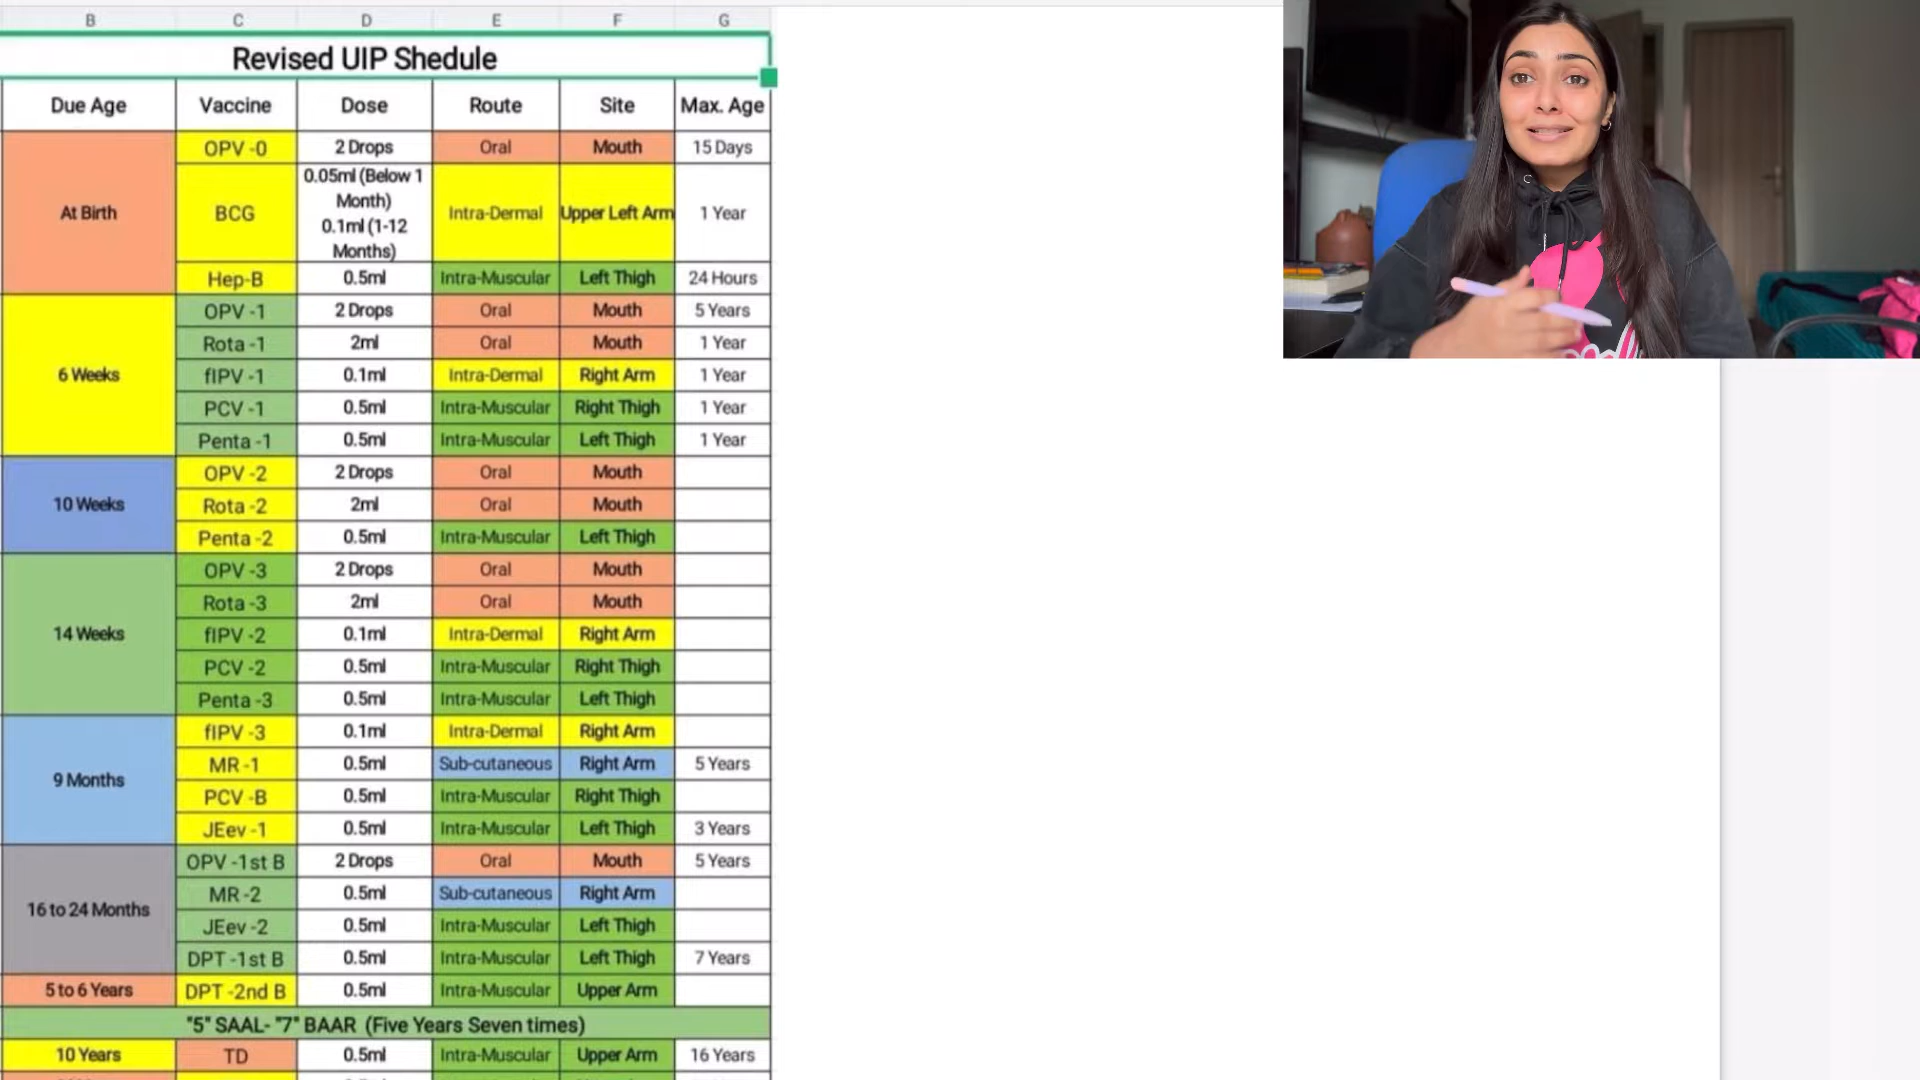 B C D E F G
Revised UIP Shedule
Due Age Vaccine Dose Route Site Max. Age
At Birth
OPV -0 2 Drops Oral Mouth 15 Days
BCG 0.05ml (Below 1 Month) 0.1ml (1-12 Months) Intra-Dermal Upper Left Arm 1 Year
Hep-B 0.5ml Intra-Muscular Left Thigh 24 Hours
6 Weeks
OPV -1 2 Drops Oral Mouth 5 Years
Rota -1 2ml Oral Mouth 1 Year
fIPV -1 0.1ml Intra-Dermal Right Arm 1 Year
PCV -1 0.5ml Intra-Muscular Right Thigh 1 Year
Penta -1 0.5ml Intra-Muscular Left Thigh 1 Year
10 Weeks
OPV -2 2 Drops Oral Mouth
Rota -2 2ml Oral Mouth
Penta -2 0.5ml Intra-Muscular Left Thigh
14 Weeks
OPV -3 2 Drops Oral Mouth
Rota -3 2ml Oral Mouth
fIPV -2 0.1ml Intra-Dermal Right Arm
PCV -2 0.5ml Intra-Muscular Right Thigh
Penta -3 0.5ml Intra-Muscular Left Thigh
9 Months
fIPV -3 0.1ml Intra-Dermal Right Arm
MR -1 0.5ml Sub-cutaneous Right Arm 5 Years
PCV -B 0.5ml Intra-Muscular Right Thigh
JEev -1 0.5ml Intra-Muscular Left Thigh 3 Years
16 to 24 Months
OPV -1st B 2 Drops Oral Mouth 5 Years
MR -2 0.5ml Sub-cutaneous Right Arm
JEev -2 0.5ml Intra-Muscular Left Thigh
DPT -1st B 0.5ml Intra-Muscular Left Thigh 7 Years
5 to 6 Years DPT -2nd B 0.5ml Intra-Muscular Upper Arm
"5" SAAL- "7" BAAR (Five Years Seven times)
10 Years TD 0.5ml Intra-Muscular Upper Arm 16 Years